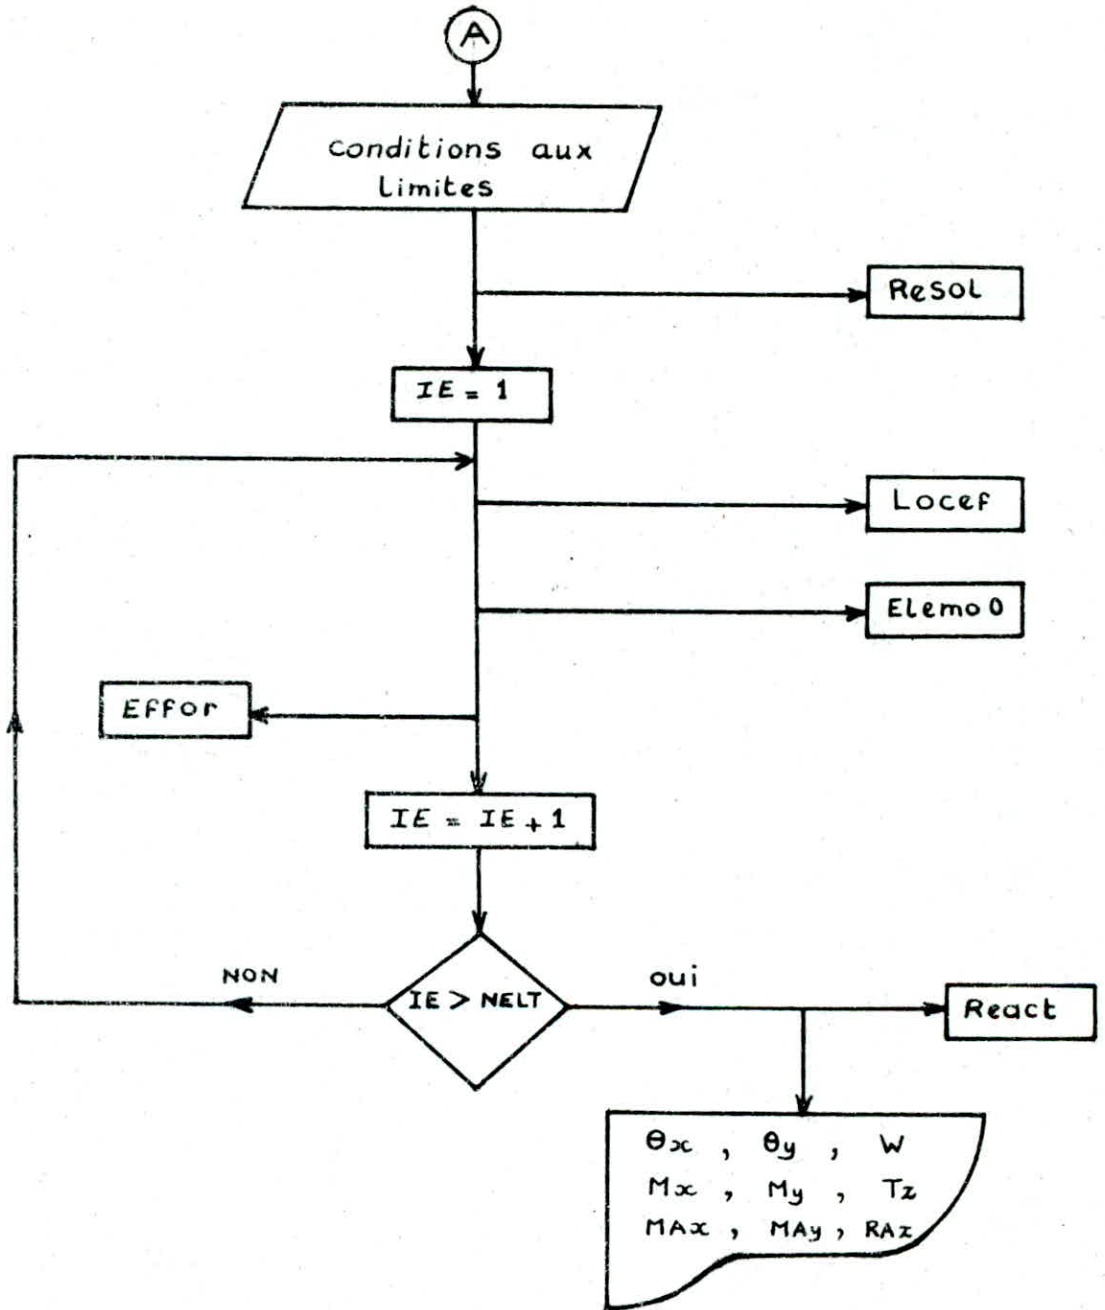 A
conditions aux
limites
Resol
IE = 1
Locef
Elemo 0
Effor
IE = IE + 1
NON
IE > NELT
oui
React
θx , θy , W
Mx , My , Tz
MAx , MAy , RAz